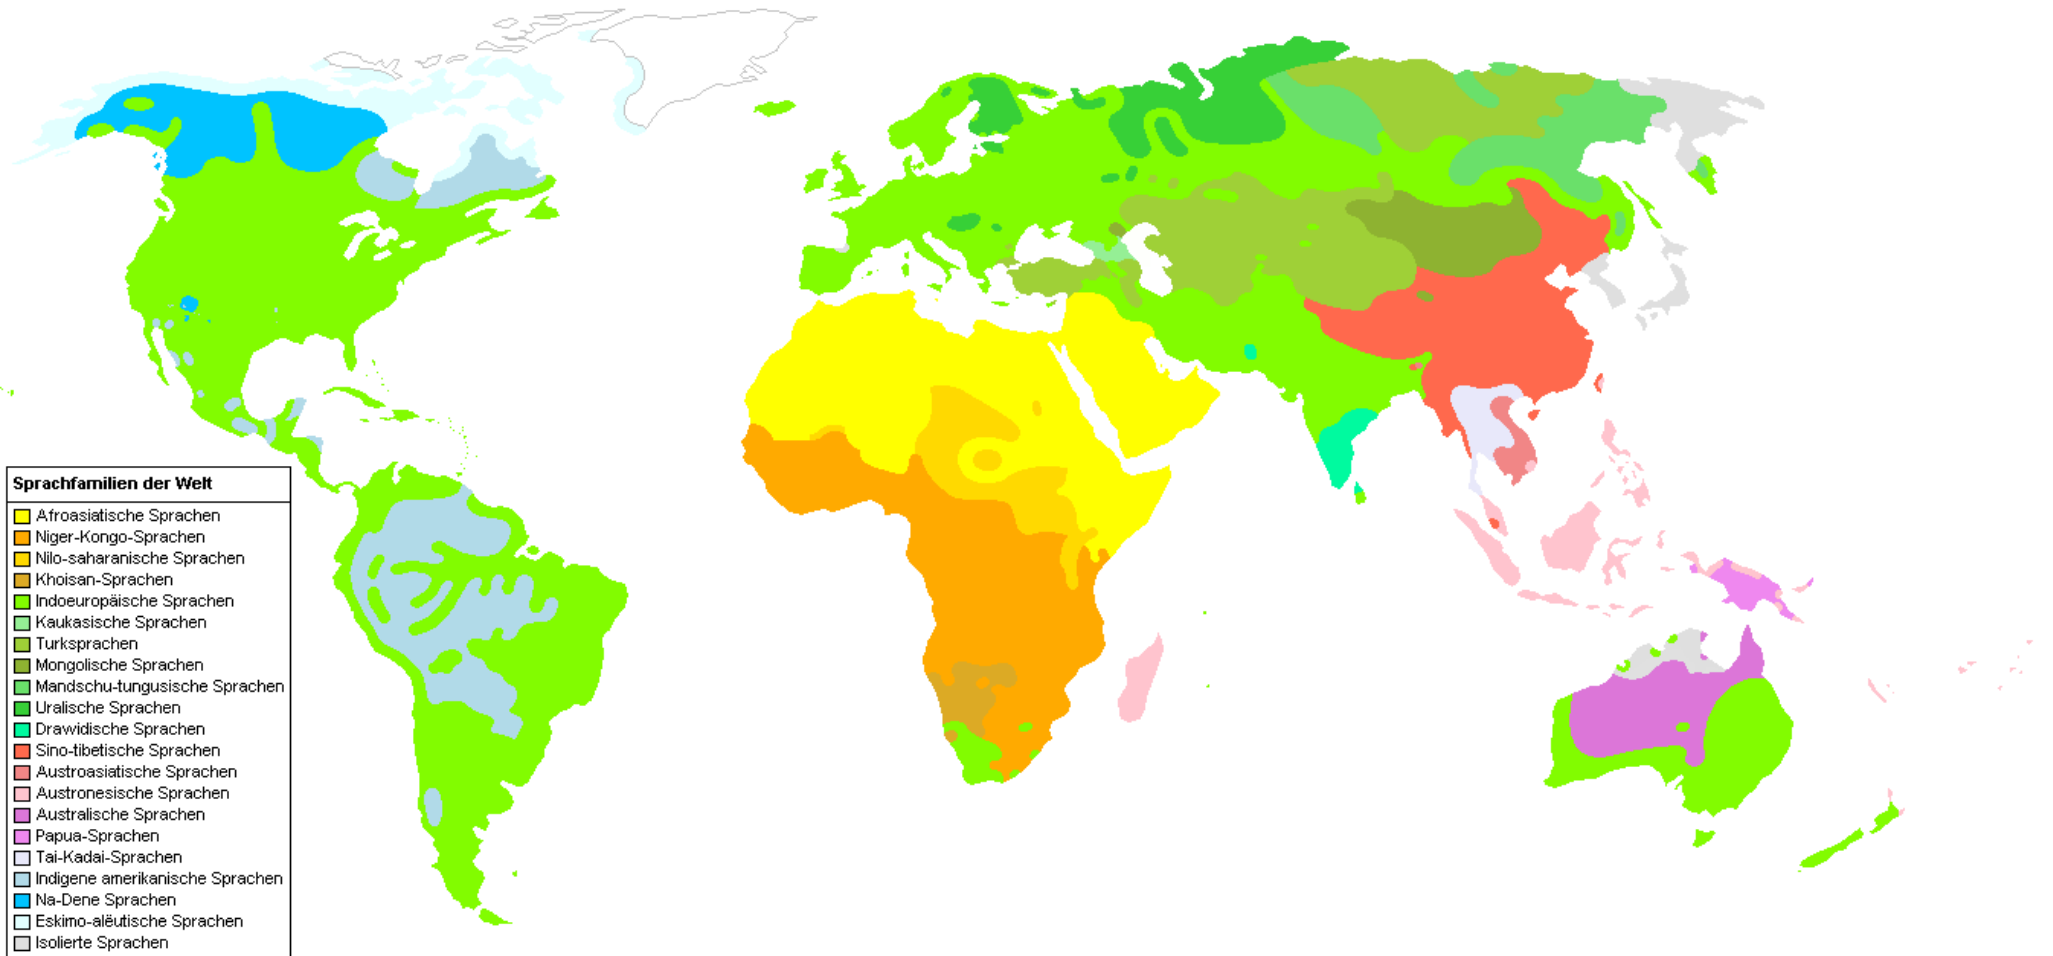 Sprachfamilien der Welt
Afroasiatische Sprachen
Niger-Kongo-Sprachen
Nilo-saharanische Sprachen
Khoisan-Sprachen
Indoeuropäische Sprachen
Kaukasische Sprachen
Turksprachen
Mongolische Sprachen
Mandschu-tungusische Sprachen
Uralische Sprachen
Drawidische Sprachen
Sino-tibetische Sprachen
Austroasiatische Sprachen
Austronesische Sprachen
Australische Sprachen
Papua-Sprachen
Tai-Kadai-Sprachen
Indigene amerikanische Sprachen
Na-Dene Sprachen
Eskimo-alëutische Sprachen
Isolierte Sprachen